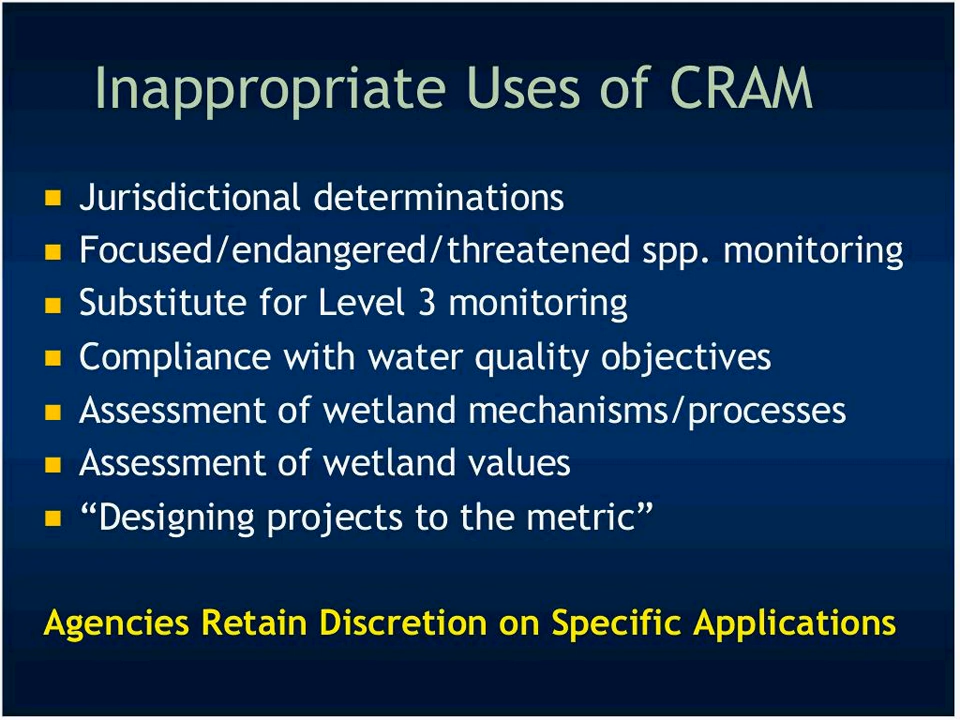 Inappropriate Uses of CRAM
Jurisdictional determinations
Focused/endangered/threatened spp. monitoring
Substitute for Level 3 monitoring
Compliance with water quality objectives
Assessment of wetland mechanisms/processes
Assessment of wetland values
“Designing projects to the metric”
Agencies Retain Discretion on Specific Applications